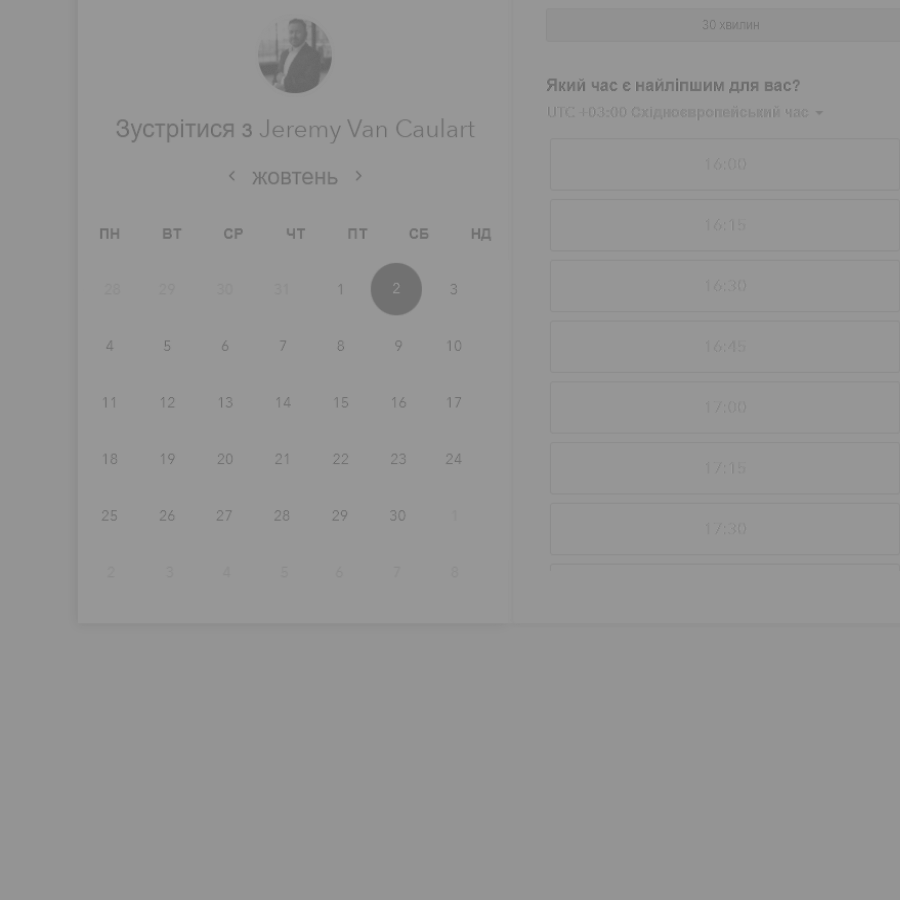 Зустрітися з Jeremy Van Caulart
жовтень
ПН ВТ СР ЧТ ПТ СБ НД
28 29 30 31 1 2 3
4 5 6 7 8 9 10
11 12 13 14 15 16 17
18 19 20 21 22 23 24
25 26 27 28 29 30 1
2 3 4 5 6 7 8
30 хвилин
Який час є найліпшим для вас?
UTC +03:00 Східноєвропейський час
16:00
16:15
16:30
16:45
17:00
17:15
17:30